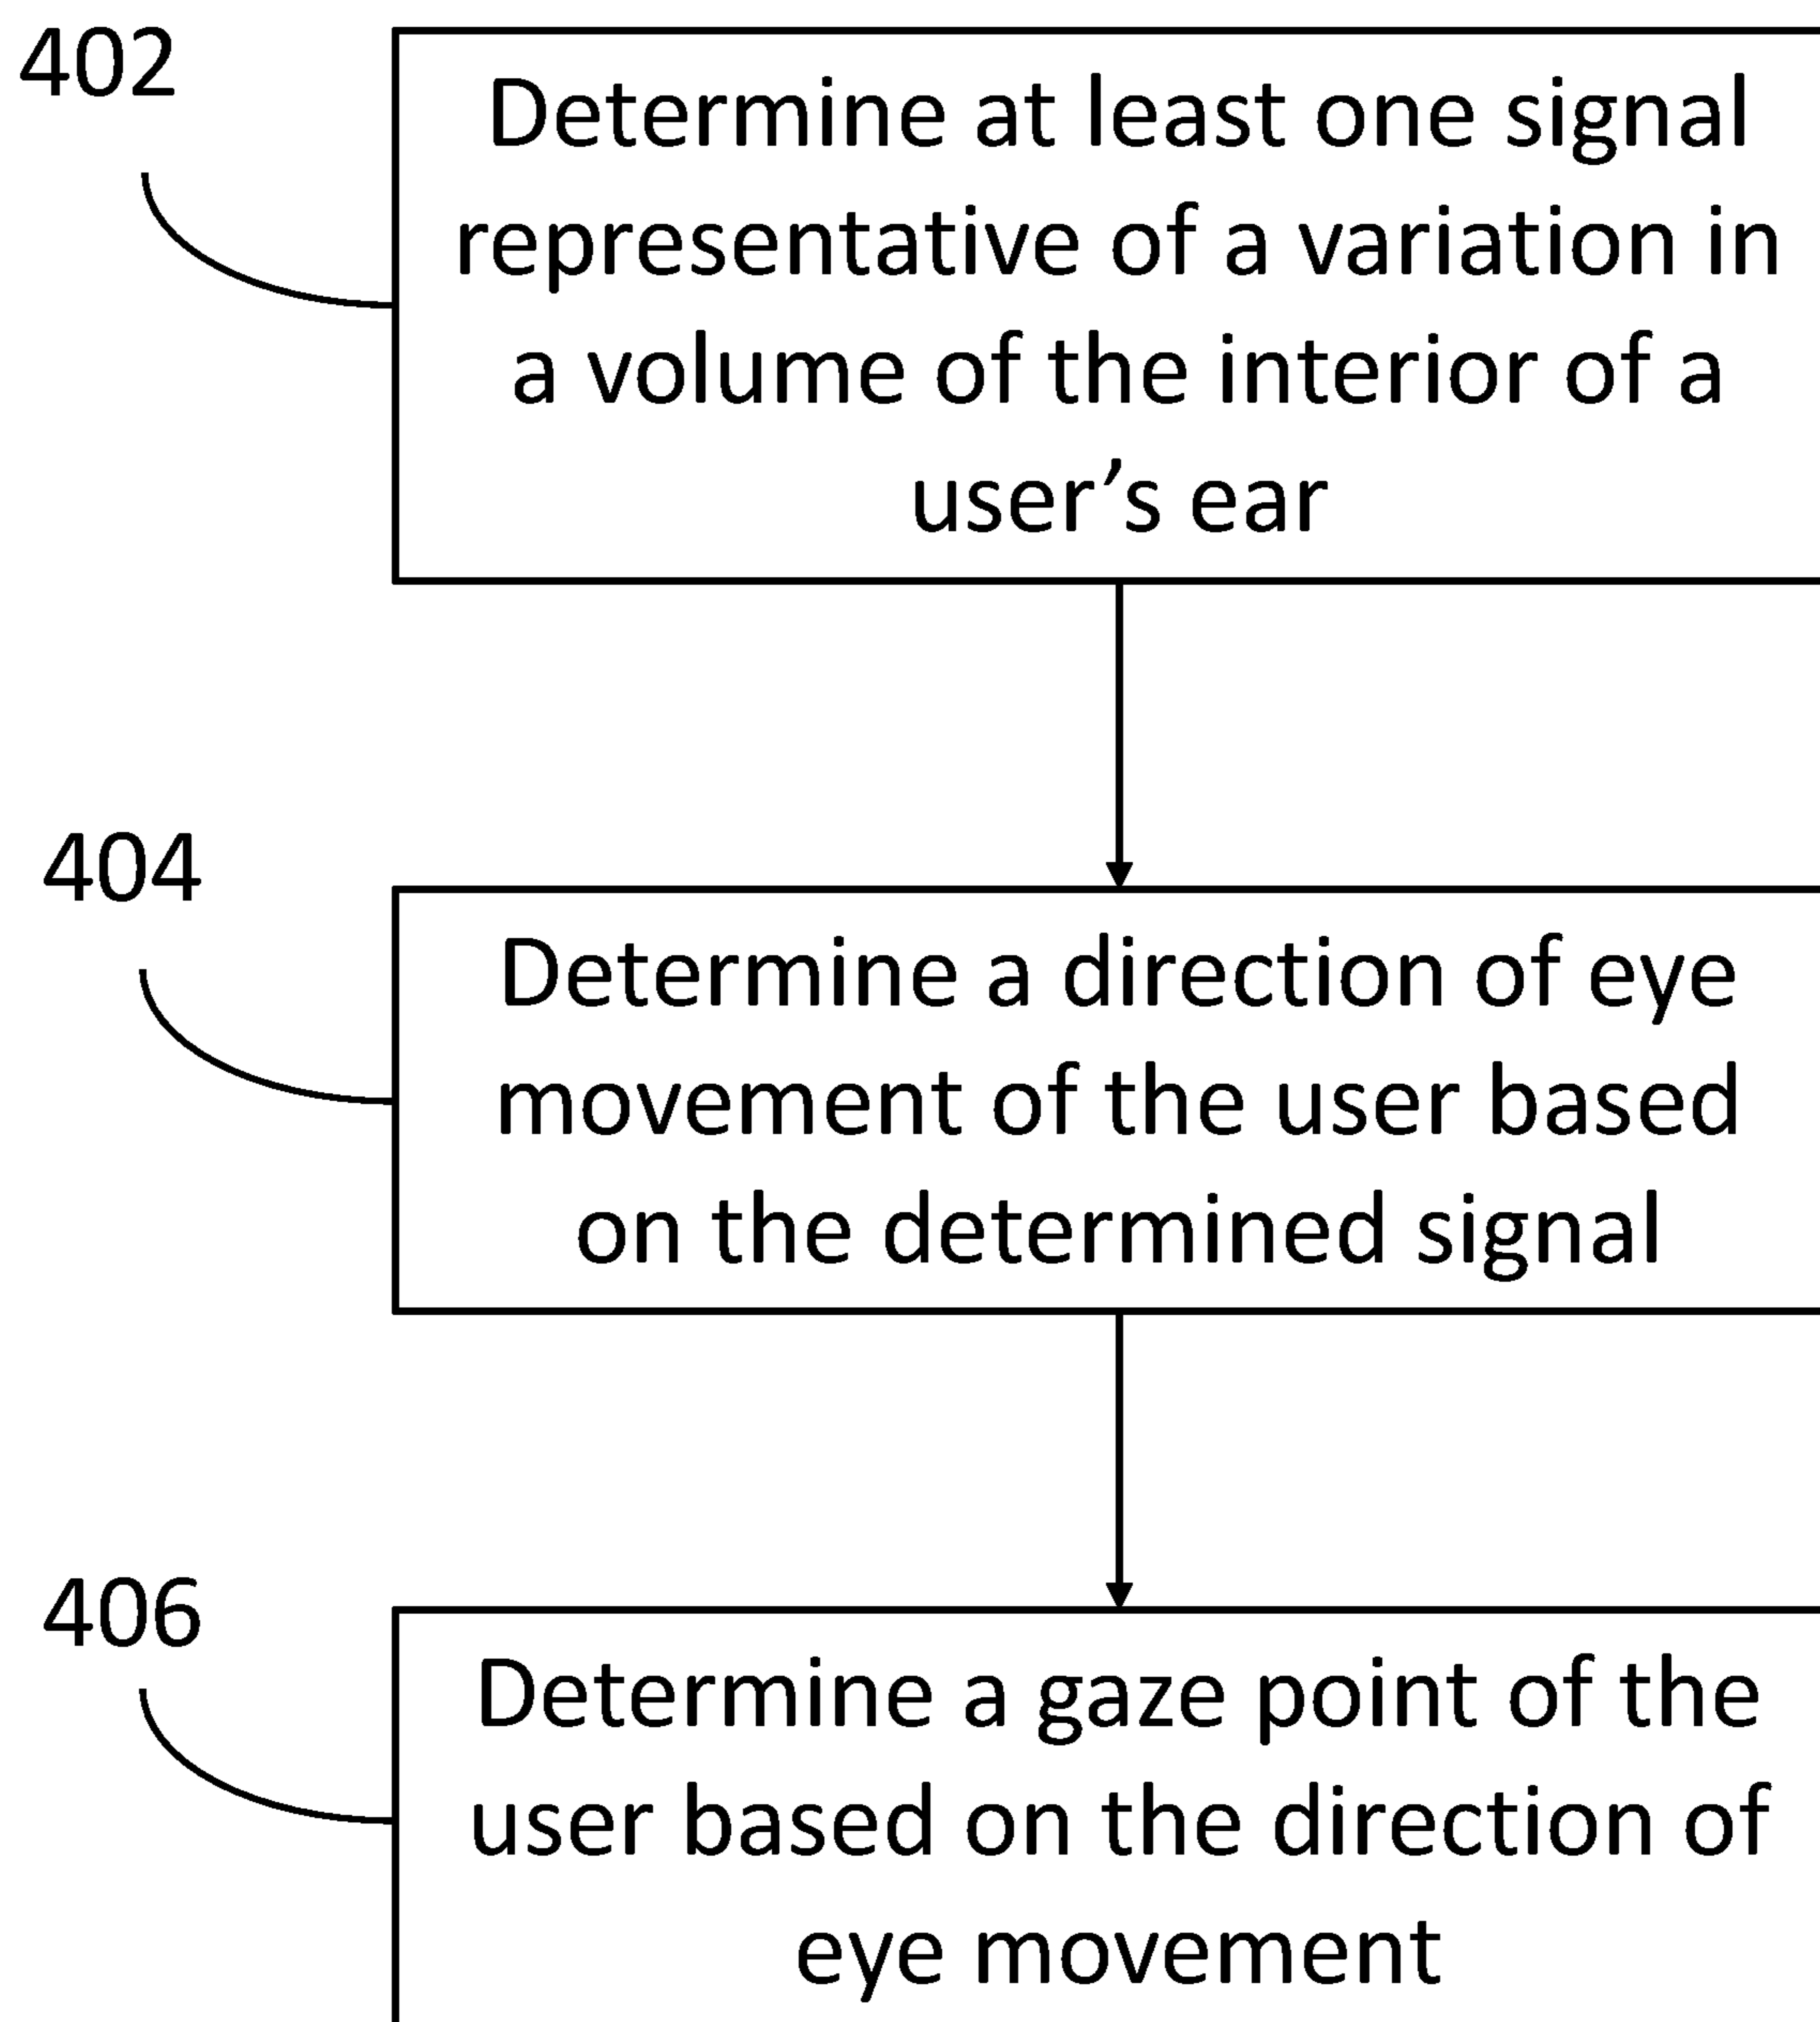 402
Determine at least one signal
representative of a variation in
a volume of the interior of a
user’s ear
404
Determine a direction of eye
movement of the user based
on the determined signal
406
Determine a gaze point of the
user based on the direction of
eye movement